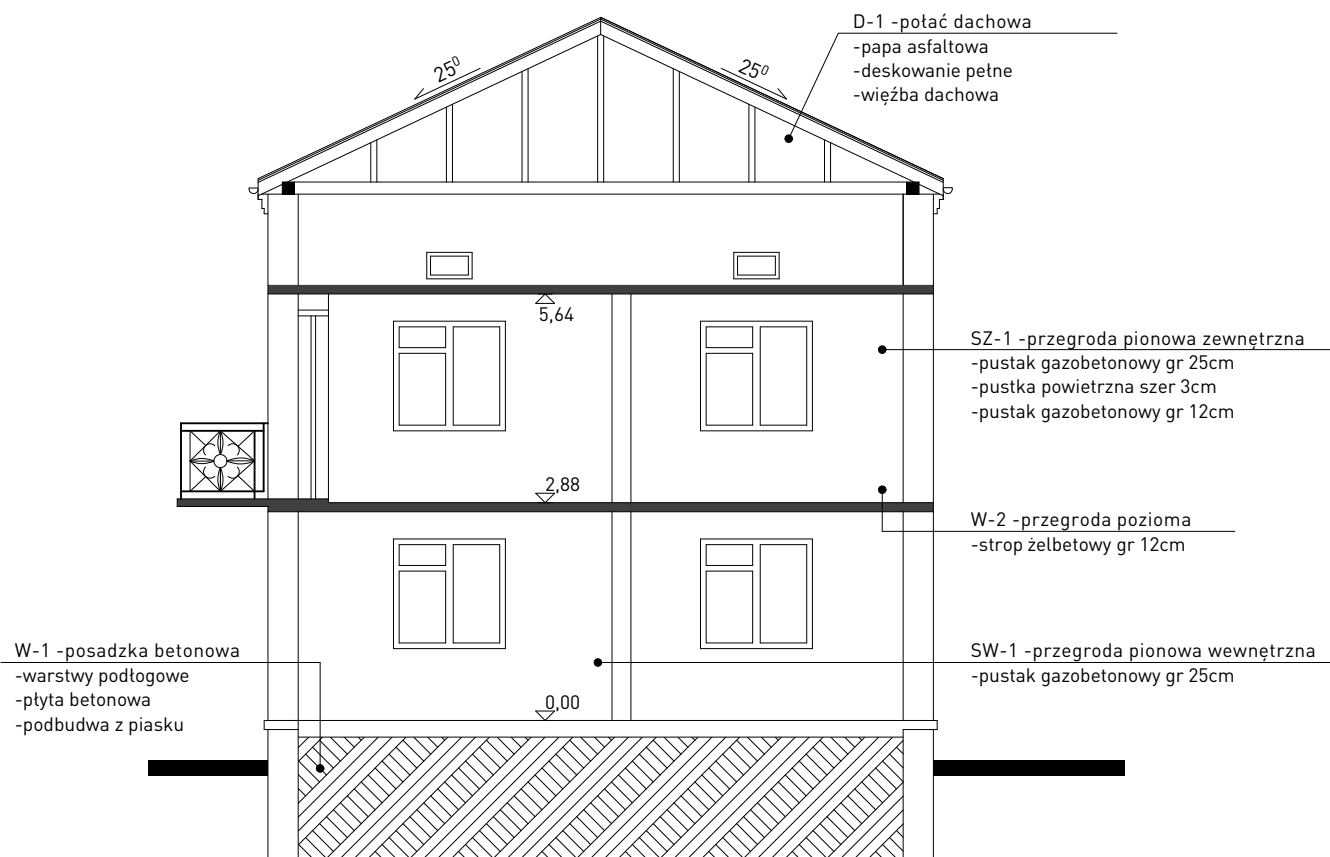 D-1 -połać dachowa
-papa asfaltowa
-deskowanie pełne
-więźba dachowa
25⁰
25⁰
5,64
SZ-1 -przegroda pionowa zewnętrzna
-pustak gazobetonowy gr 25cm
-pustka powietrzna szer 3cm
-pustak gazobetonowy gr 12cm
2,88
W-2 -przegroda pozioma
-strop żelbetowy gr 12cm
W-1 -posadzka betonowa
-warstwy podłogowe
-płyta betonowa
-podbudwa z piasku
SW-1 -przegroda pionowa wewnętrzna
-pustak gazobetonowy gr 25cm
0,00